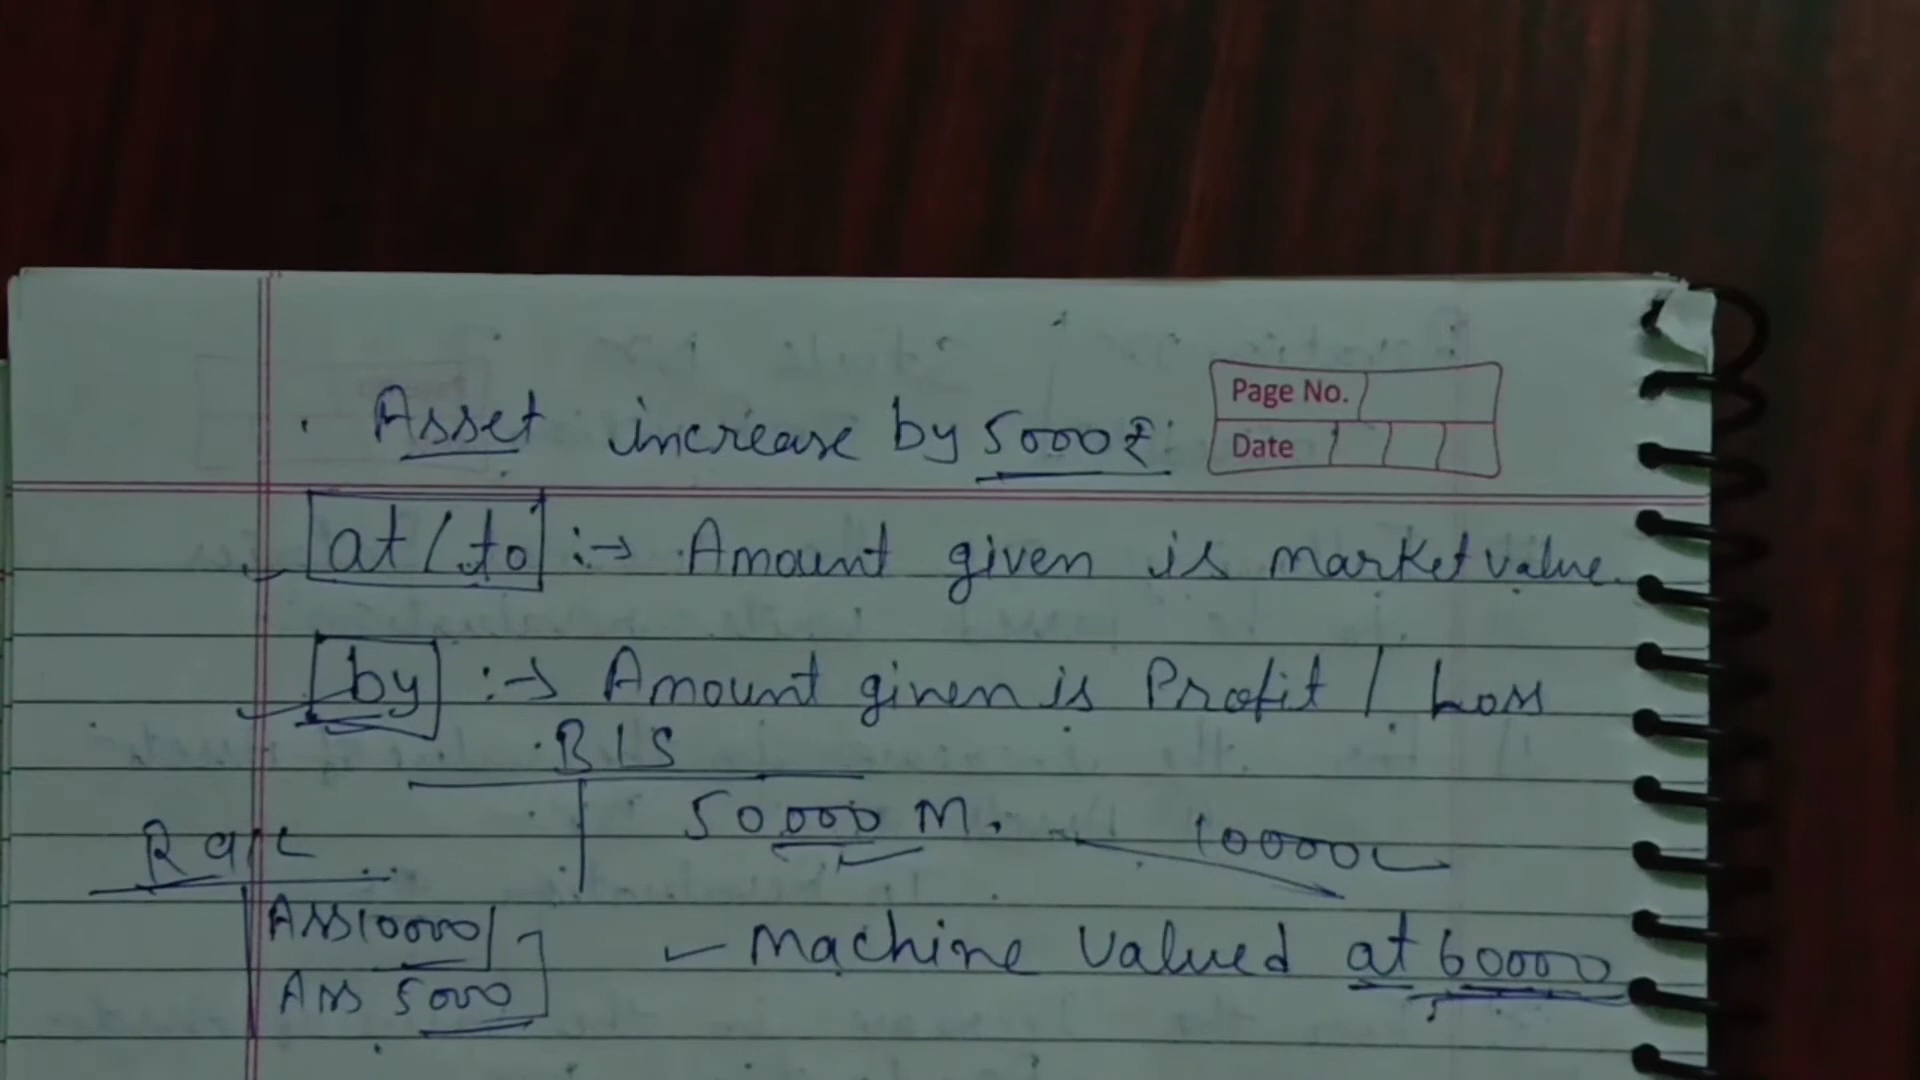 Page No.
Date
Asset increase by 5000₹
at/to :→ Amount given is market value.
by :→ Amount given is Profit / Loss
B/S
50000 M.
10000
R a/c
Ass 10000
Ass 5000
Machine Valued at 60000